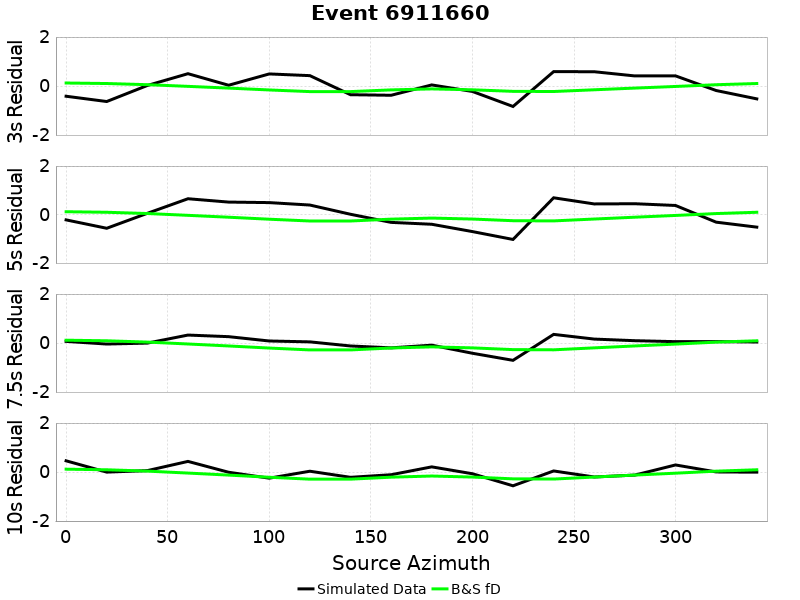 Event 6911660
3s Residual
2
0
-2
5s Residual
2
0
-2
7.5s Residual
2
0
-2
10s Residual
2
0
-2
0 50 100 150 200 250 300
Source Azimuth
Simulated Data B&S fD